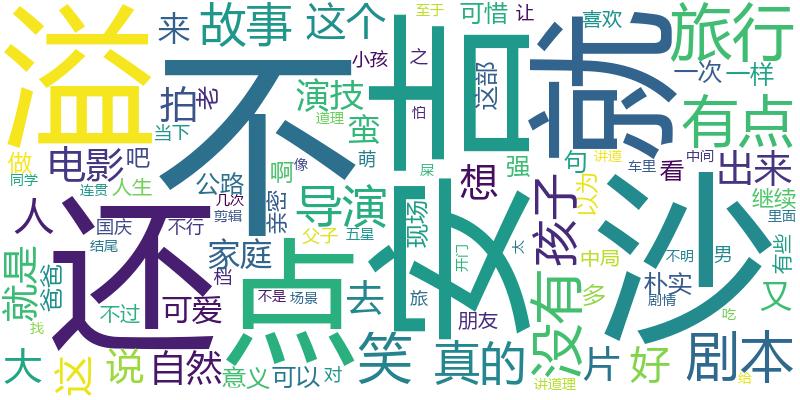 溢
来
故事
这个
小孩
之
可惜
至于
让
喜欢
旅行
一次
一样
拍
老
演技
道理
怕
这部
不
安吉
就
有点
当下
蛮
萌
像
强
句
讲道
中间
做
同学
电影
吧
连贯
人生
公路
啊
屎
想
以为
看
车里
出来
继续
里面
人
国庆
几次
剪辑
亲密
导演
现场
孩子
还
不行
父子
五星
开门
太
中局
不明
男
有些
就是
结尾
家庭
档
不是
场景
点
去
旅
朋友
没有
多
朴实
剧情
又
沙
爸爸
不过
可爱
找
吃
大
这
说
自然
意义
可以
对
笑
真的
讲道理
片
好
剧本
给